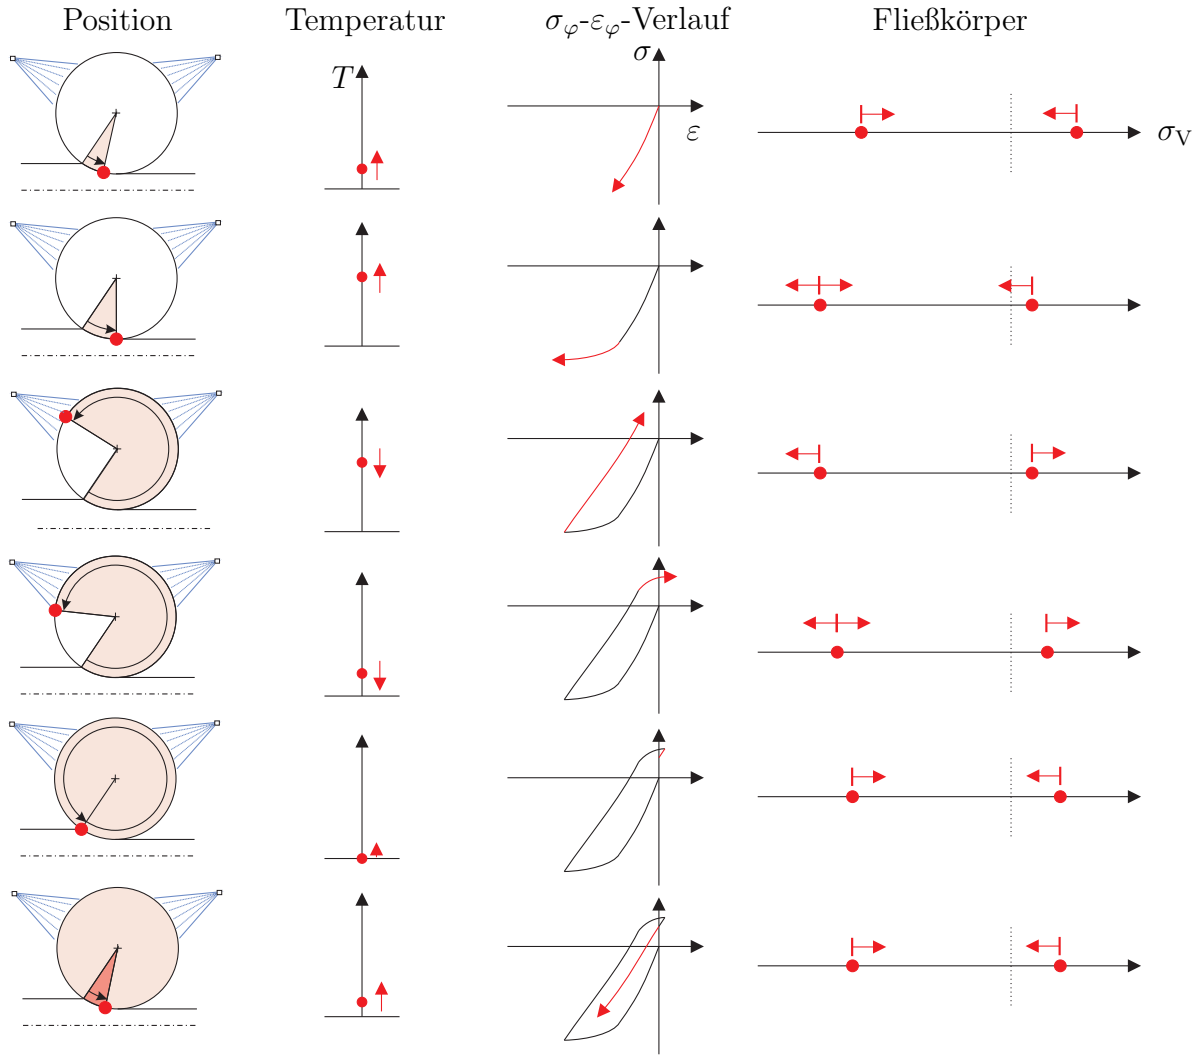 Position Temperatur σφ-εφ-Verlauf Fließkörper
T σ ε σV